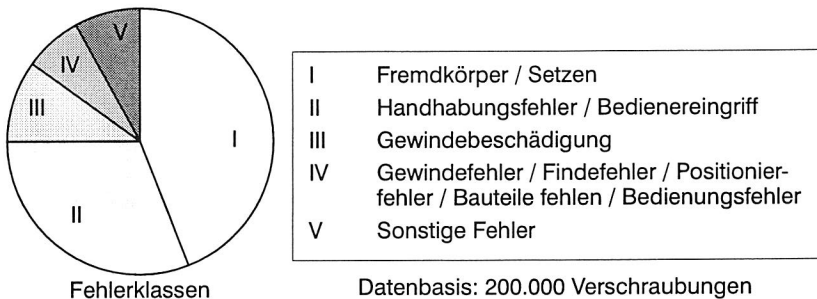 V
IV
III
I
II
Fehlerklassen
I Fremdkörper / Setzen
II Handhabungsfehler / Bedienereingriff
III Gewindebeschädigung
IV Gewindefehler / Findefehler / Positionier-
fehler / Bauteile fehlen / Bedienungsfehler
V Sonstige Fehler
Datenbasis: 200.000 Verschraubungen